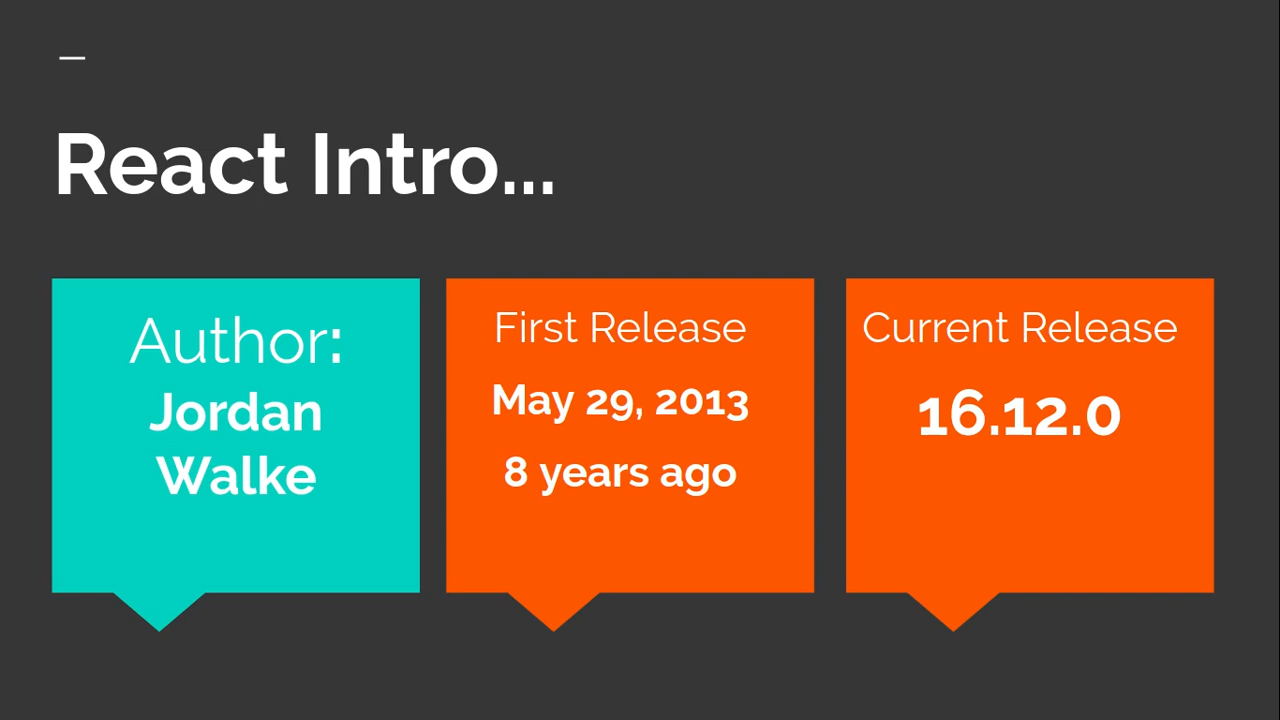 React Intro...
Author:
Jordan
Walke
First Release
May 29, 2013
8 years ago
Current Release
16.12.0